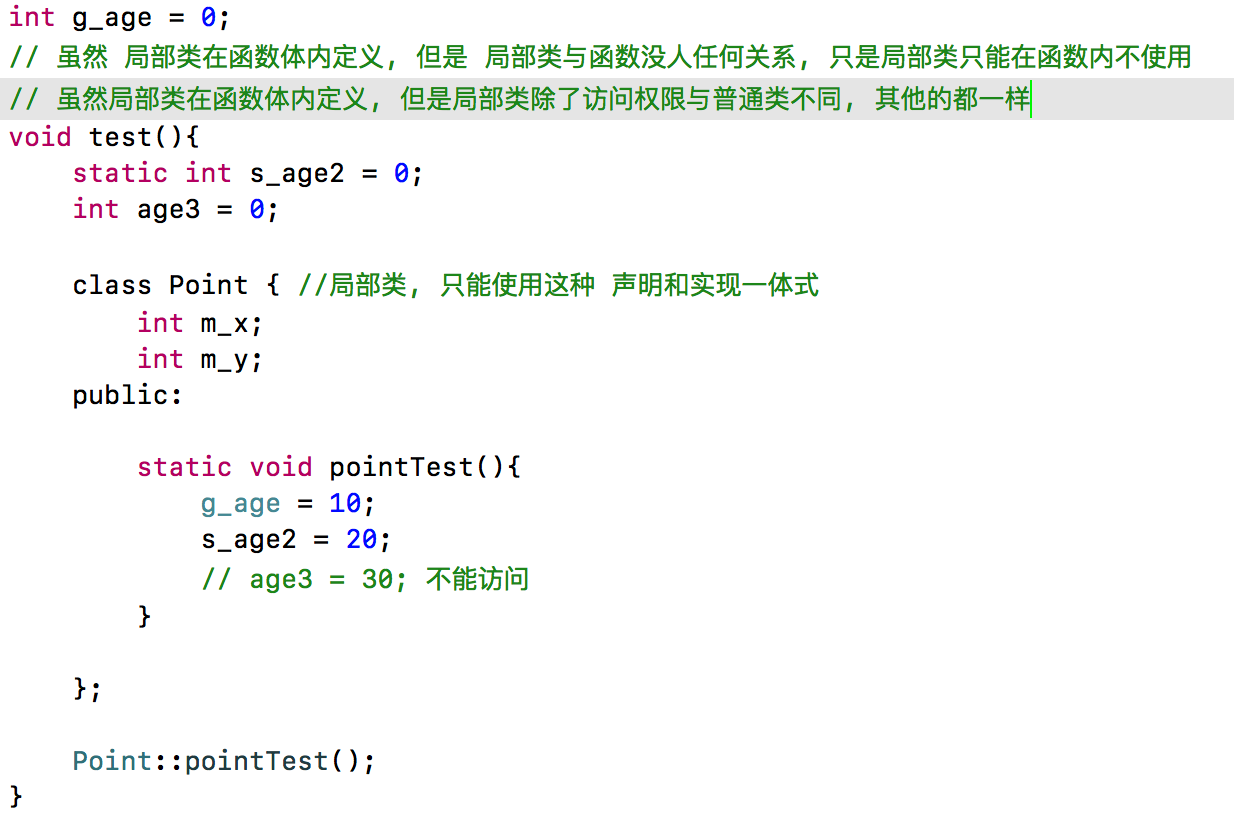 int g_age = 0;
// 虽然 局部类在函数体内定义, 但是 局部类与函数没人任何关系, 只是局部类只能在函数内不使用
// 虽然局部类在函数体内定义, 但是局部类除了访问权限与普通类不同, 其他的都一样
void test(){
    static int s_age2 = 0;
    int age3 = 0;
    class Point { //局部类, 只能使用这种 声明和实现一体式
        int m_x;
        int m_y;
    public:
        static void pointTest(){
            g_age = 10;
            s_age2 = 20;
            // age3 = 30; 不能访问
        }
    };
    Point::pointTest();
}